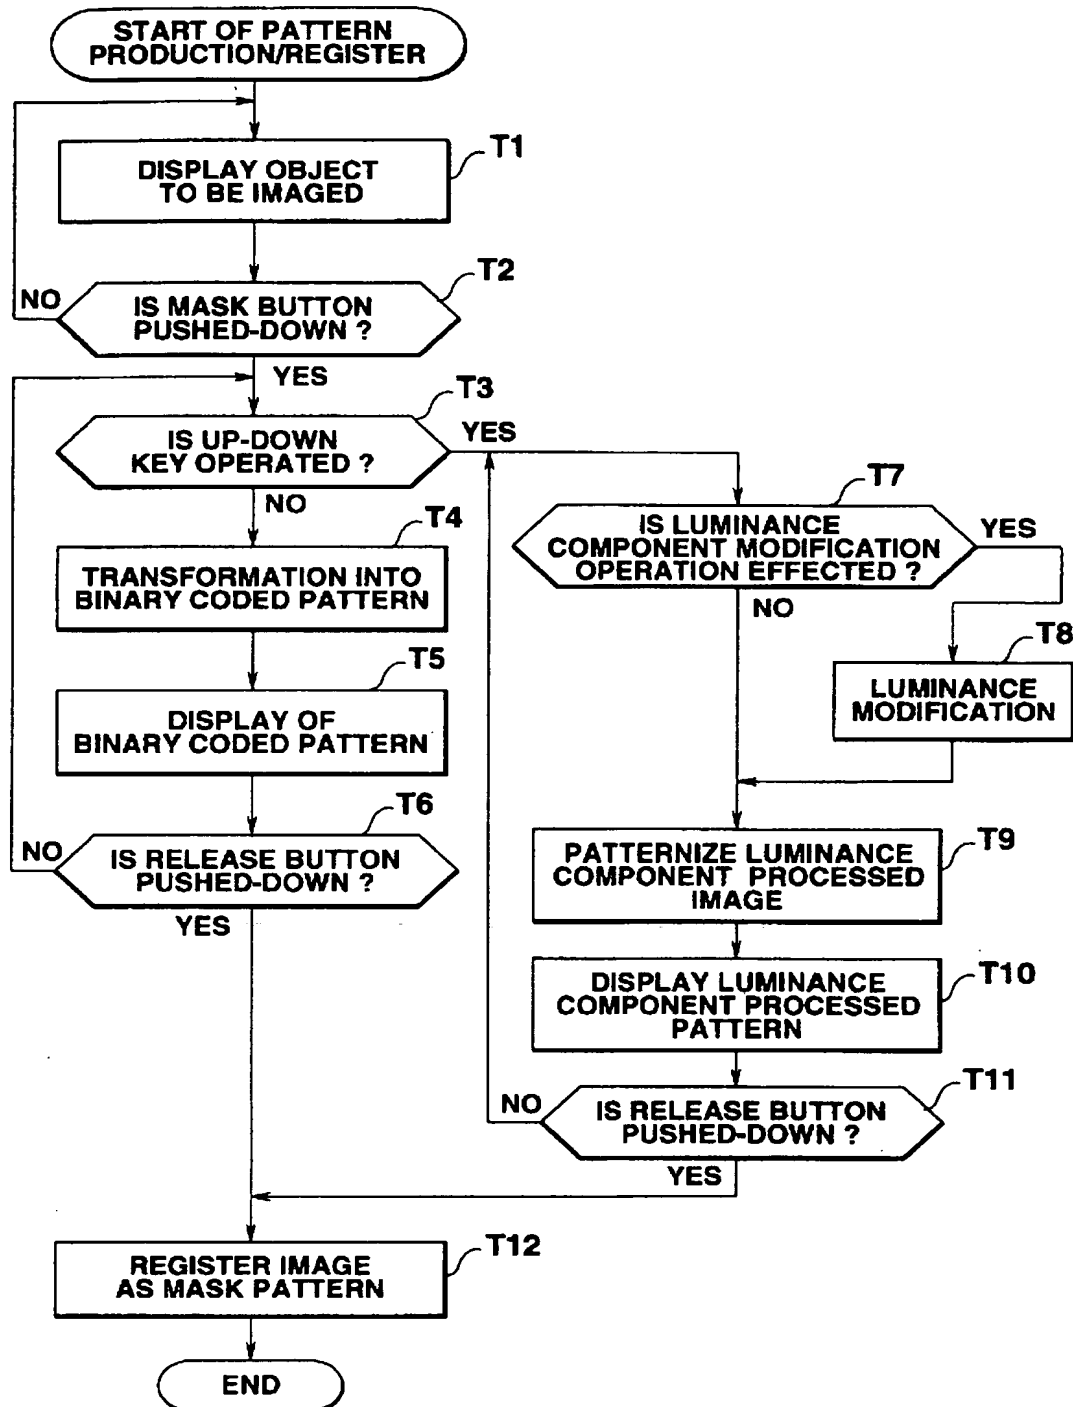 START OF PATTERN
PRODUCTION/REGISTER
T1
DISPLAY OBJECT
TO BE IMAGED
T2
NO
IS MASK BUTTON
PUSHED-DOWN ?
YES
T3
IS UP-DOWN
KEY OPERATED ?
YES
NO
T4
TRANSFORMATION INTO
BINARY CODED PATTERN
T5
DISPLAY OF
BINARY CODED PATTERN
T6
NO
IS RELEASE BUTTON
PUSHED-DOWN ?
YES
T7
IS LUMINANCE
COMPONENT MODIFICATION
OPERATION EFFECTED ?
YES
NO
T8
LUMINANCE
MODIFICATION
T9
PATTERNIZE LUMINANCE
COMPONENT PROCESSED
IMAGE
T10
DISPLAY LUMINANCE
COMPONENT PROCESSED
PATTERN
T11
NO
IS RELEASE BUTTON
PUSHED-DOWN ?
YES
T12
REGISTER IMAGE
AS MASK PATTERN
END